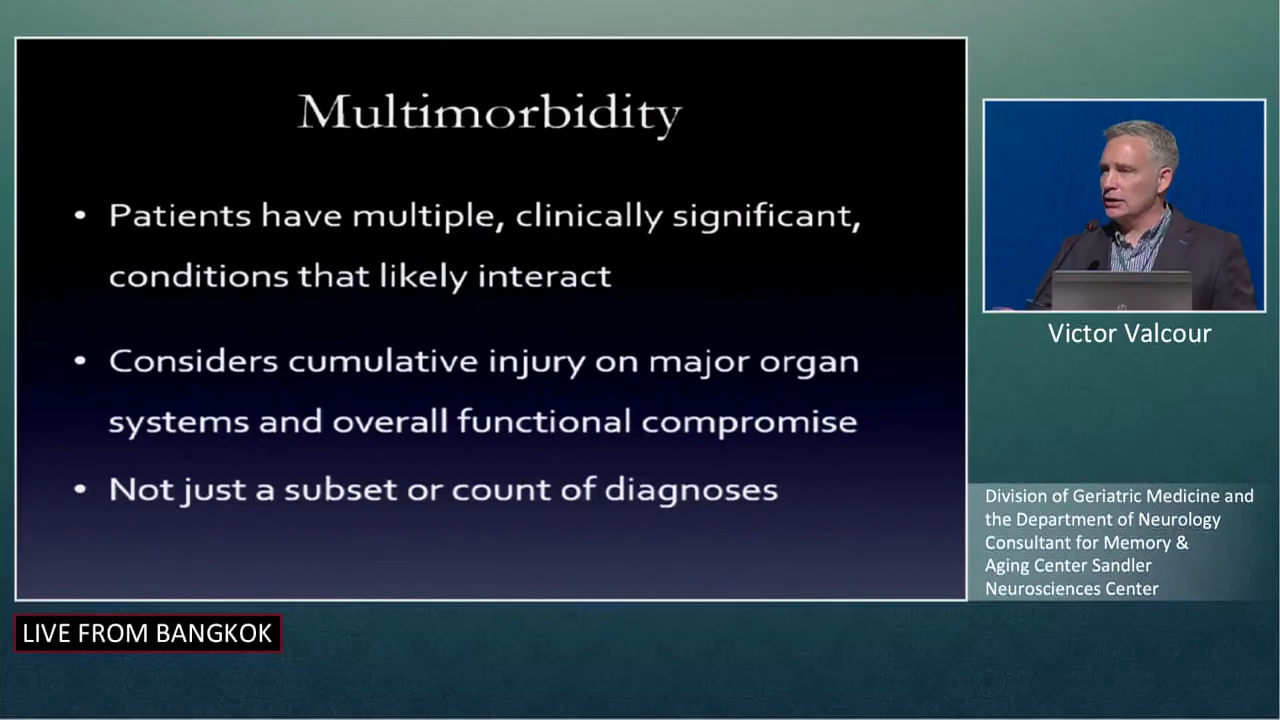 Multimorbidity
• Patients have multiple, clinically significant,
conditions that likely interact
• Considers cumulative injury on major organ
systems and overall functional compromise
• Not just a subset or count of diagnoses
Victor Valcour
Division of Geriatric Medicine and
the Department of Neurology
Consultant for Memory &
Aging Center Sandler
Neurosciences Center
LIVE FROM BANGKOK